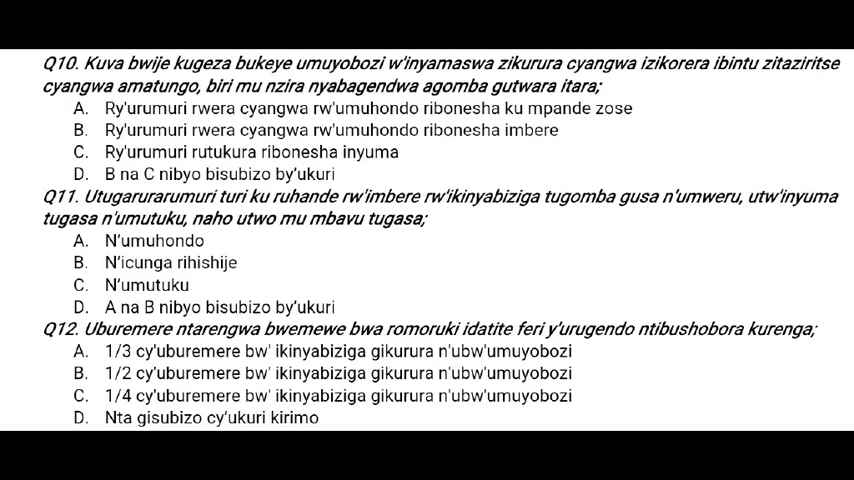 Q10. Kuva bwije kugeza bukeye umuyobozi w'inyamaswa zikurura cyangwa izikorera ibintu zitaziritse
cyangwa amatungo, biri mu nzira nyabagendwa agomba gutwara itara;
A. Ry'urumuri rwera cyangwa rw'umuhondo ribonesha ku mpande zose
B. Ry'urumuri rwera cyangwa rw'umuhondo ribonesha imbere
C. Ry'urumuri rutukura ribonesha inyuma
D. B na C nibyo bisubizo by'ukuri
Q11. Utugarurarumuri turi ku ruhande rw'imbere rw'ikinyabiziga tugomba gusa n'umweru, utw'inyuma
tugasa n'umutuku, naho utwo mu mbavu tugasa;
A. N'umuhondo
B. N'icunga rihishije
C. N'umutuku
D. A na B nibyo bisubizo by'ukuri
Q12. Uburemere ntarengwa bwemewe bwa romoruki idatite feri y'urugendo ntibushobora kurenga;
A. 1/3 cy'uburemere bw' ikinyabiziga gikurura n'ubw'umuyobozi
B. 1/2 cy'uburemere bw' ikinyabiziga gikurura n'ubw'umuyobozi
C. 1/4 cy'uburemere bw' ikinyabiziga gikurura n'ubw'umuyobozi
D. Nta gisubizo cy'ukuri kirimo